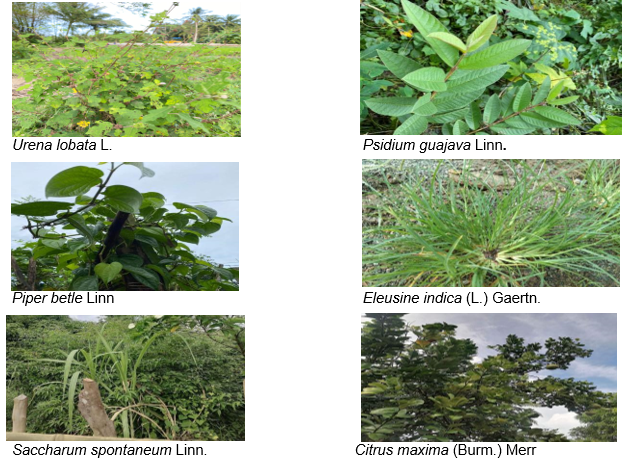 Urena lobata L.
Psidium guajava Linn.
Piper betle Linn
Eleusine indica (L.) Gaertn.
Saccharum spontaneum Linn.
Citrus maxima (Burm.) Merr